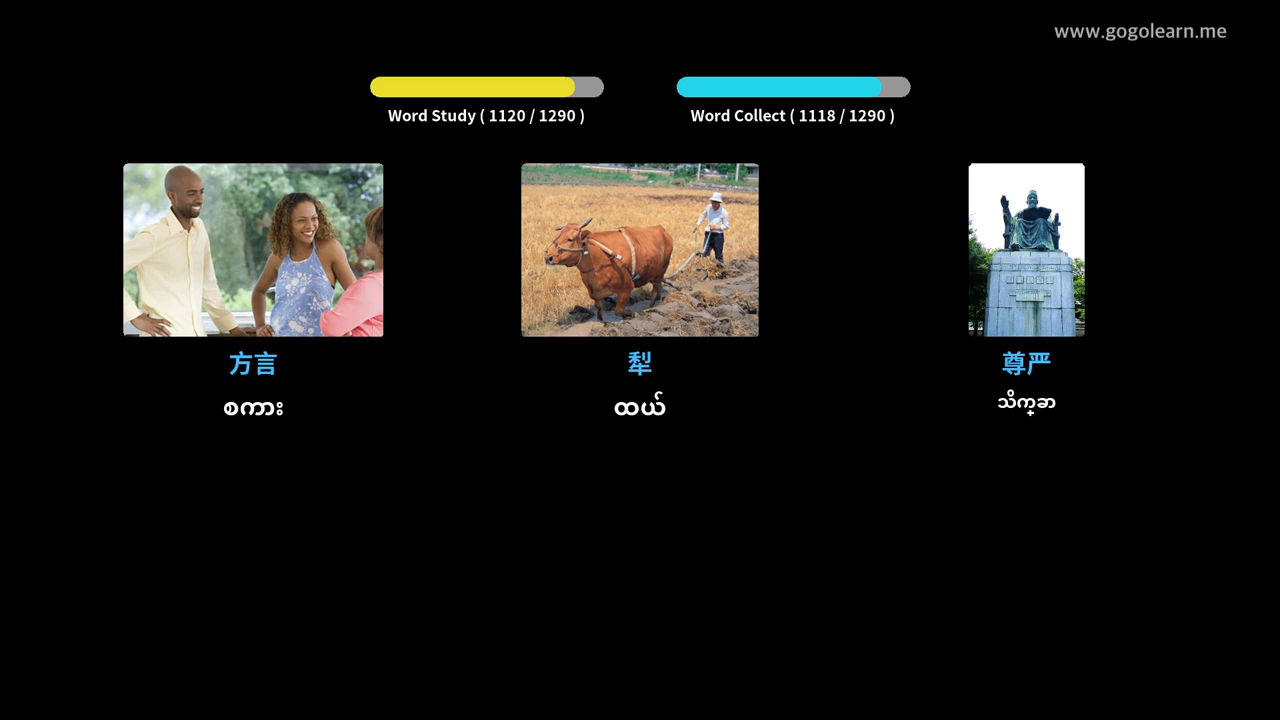 www.gogolearn.me
Word Study ( 1120 / 1290 )
Word Collect ( 1118 / 1290 )
方言
犁
尊严
စကား
ထယ်
သိက္ခာ